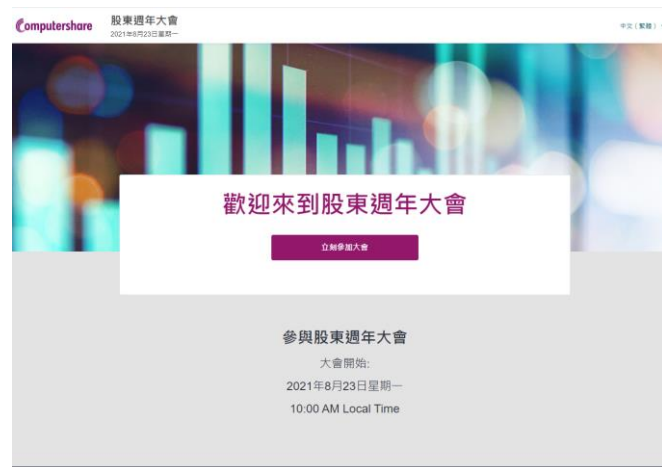 Computershare
股東週年大會
2021年8月23日星期一
中文（繁體）
歡迎來到股東週年大會
立刻參加大會
參與股東週年大會
大會開始:
2021年8月23日星期一
10:00 AM Local Time